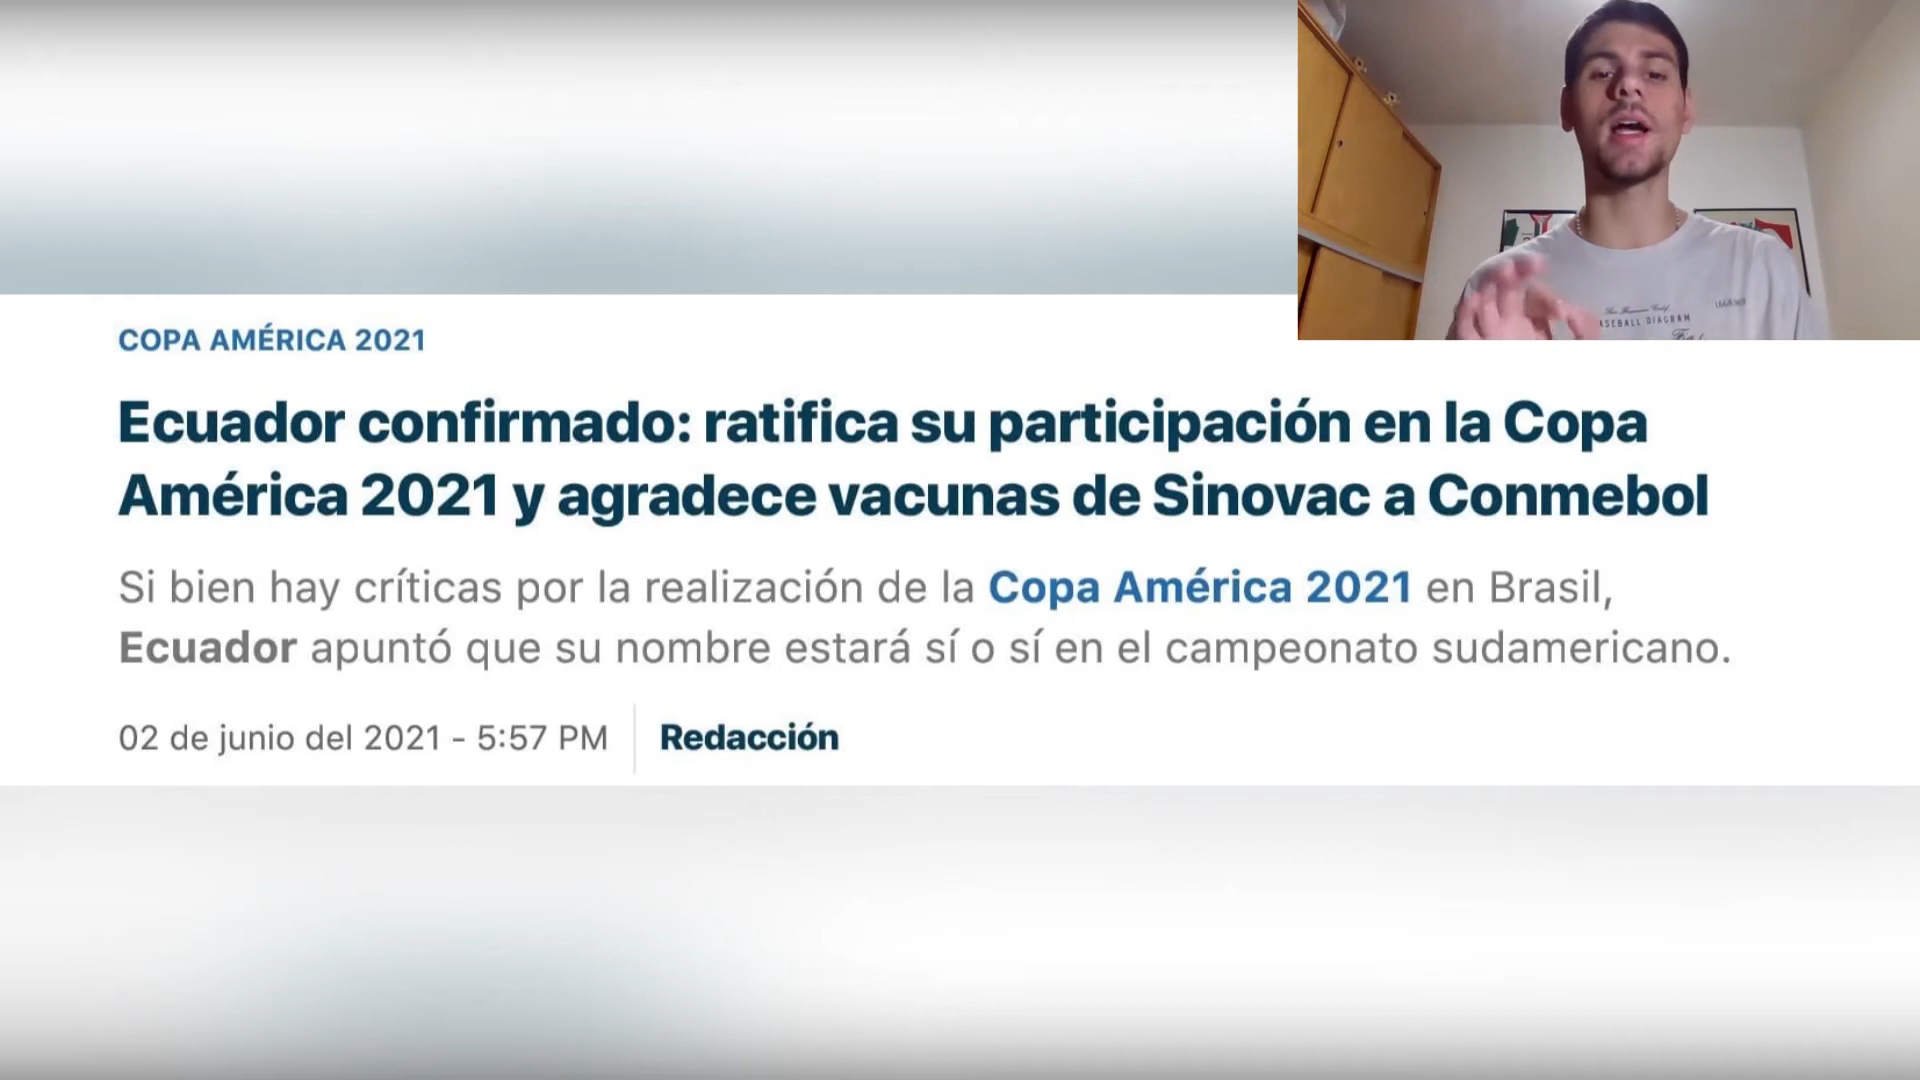 COPA AMÉRICA 2021
Ecuador confirmado: ratifica su participación en la Copa
América 2021 y agradece vacunas de Sinovac a Conmebol
Si bien hay críticas por la realización de la Copa América 2021 en Brasil,
Ecuador apuntó que su nombre estará sí o sí en el campeonato sudamericano.
02 de junio del 2021 - 5:57 PM
Redacción
ASEBALL DIAGRAM